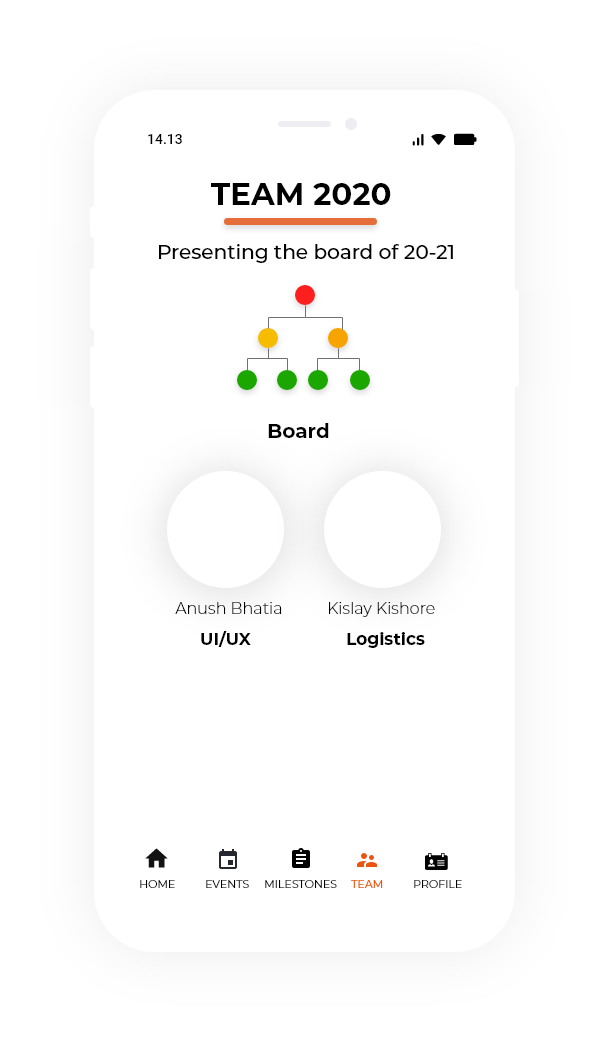 14.13
TEAM 2020
Presenting the board of 20-21
Board
Anush Bhatia Kislay Kishore
UI/UX Logistics
HOME EVENTS MILESTONES TEAM PROFILE